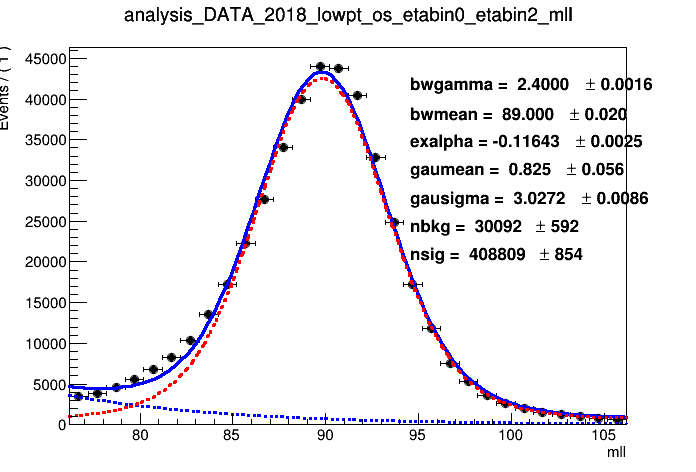 analysis_DATA_2018_lowpt_os_etabin0_etabin2_mll
Events / ( 1 )
45000
40000
35000
30000
25000
20000
15000
10000
5000
0
bwgamma = 2.4000 ± 0.0016
bwmean = 89.000 ± 0.020
exalpha = -0.11643 ± 0.0025
gaumean = 0.825 ± 0.056
gausigma = 3.0272 ± 0.0086
nbkg = 30092 ± 592
nsig = 408809 ± 854
80 85 90 95 100 105
mll